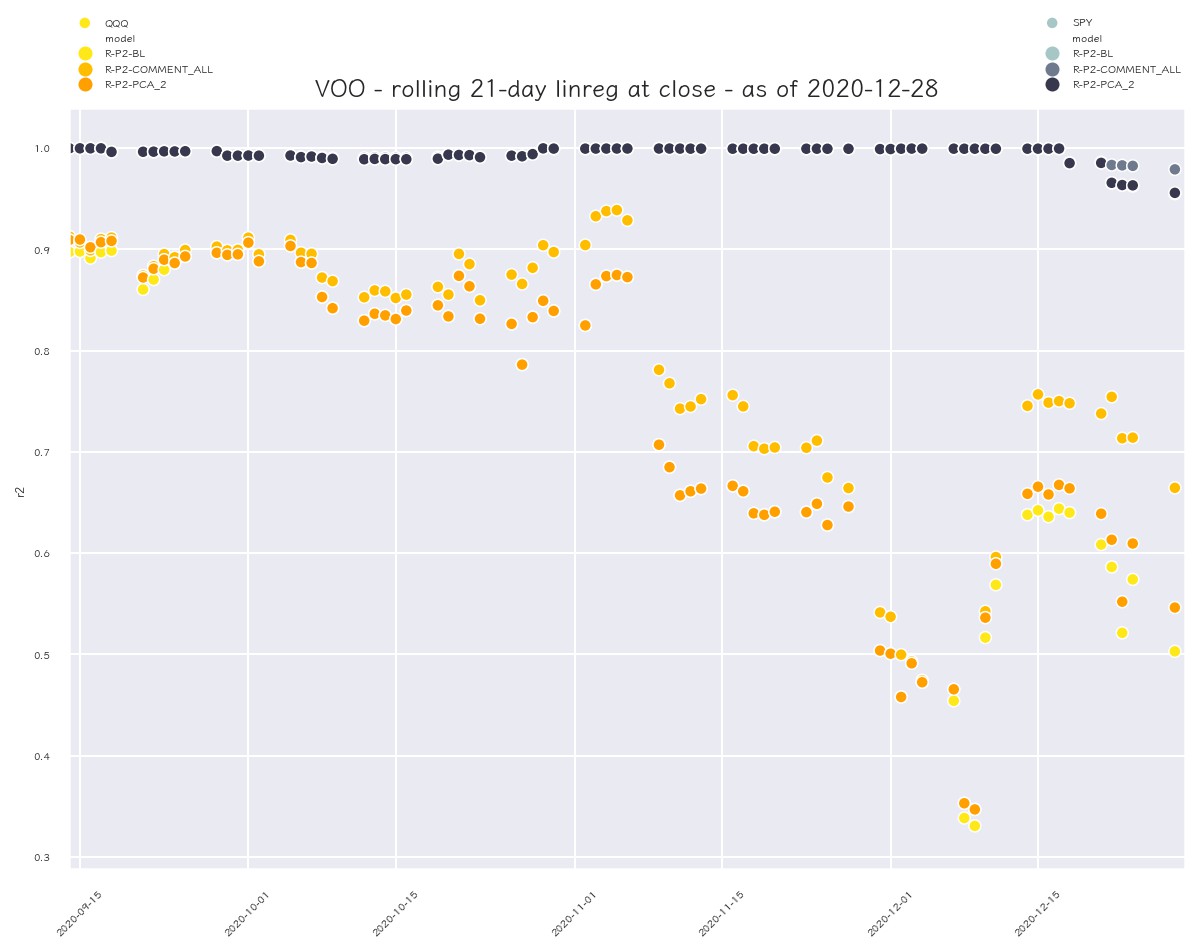 QQQ
model
R-P2-BL
R-P2-COMMENT_ALL
R-P2-PCA_2
SPY
model
R-P2-BL
R-P2-COMMENT_ALL
R-P2-PCA_2
VOO - rolling 21-day linreg at close - as of 2020-12-28
1.0
0.9
0.8
0.7
0.6
0.5
0.4
0.3
r2
2020-09-15
2020-10-01
2020-10-15
2020-11-01
2020-11-15
2020-12-01
2020-12-15